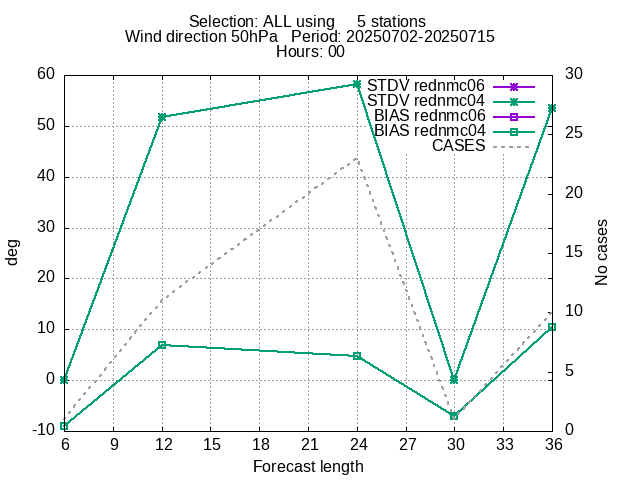 Selection: ALL using     5 stations
Wind direction 50hPa   Period: 20250702-20250715
Hours: 00
60
50
40
30
20
10
0
-10
30
25
20
15
10
5
0
STDV rednmc06
STDV rednmc04
BIAS rednmc06
BIAS rednmc04
CASES
deg
No cases
6 9 12 15 18 21 24 27 30 33 36
Forecast length